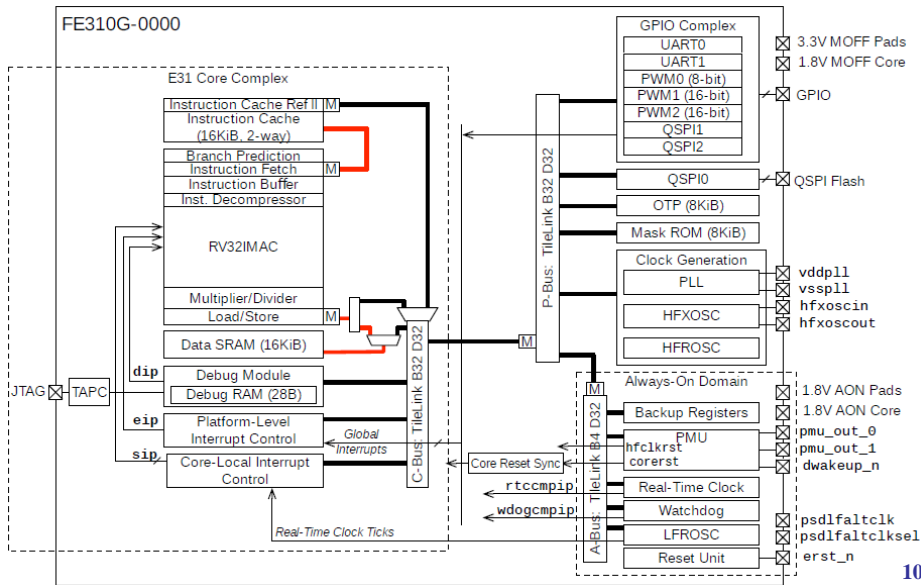 FE310G-0000
E31 Core Complex
Instruction Cache Ref II
M
Instruction Cache
(16KiB, 2-way)
Branch Prediction
Instruction Fetch
M
Instruction Buffer
Inst. Decompressor
RV32IMAC
Multiplier/Divider
Load/Store
M
Data SRAM (16KiB)
dip
Debug Module
Debug RAM (28B)
JTAG
TAPC
eip
Platform-Level
Interrupt Control
sip
Core-Local Interrupt
Control
Global
Interrupts
Real-Time Clock Ticks
C-Bus: TileLink B32 D32
M
P-Bus: TileLink B32 D32
GPIO Complex
UART0
UART1
PWM0 (8-bit)
PWM1 (16-bit)
PWM2 (16-bit)
QSPI1
QSPI2
QSPI0
OTP (8KiB)
Mask ROM (8KiB)
Clock Generation
PLL
HFXOSC
HFROSC
3.3V MOFF Pads
1.8V MOFF Core
GPIO
QSPI Flash
vddpll
vsspll
hfxoscin
hfxoscout
Always-On Domain
M
A-Bus: TileLink B4 D32
Backup Registers
PMU
hfclkrst
corerst
Core Reset Sync
rtccmpip
Real-Time Clock
wdogcmpip
Watchdog
LFROSC
Reset Unit
1.8V AON Pads
1.8V AON Core
pmu_out_0
pmu_out_1
dwakeup_n
psdlfaltclk
psdlfaltclksel
erst_n
10